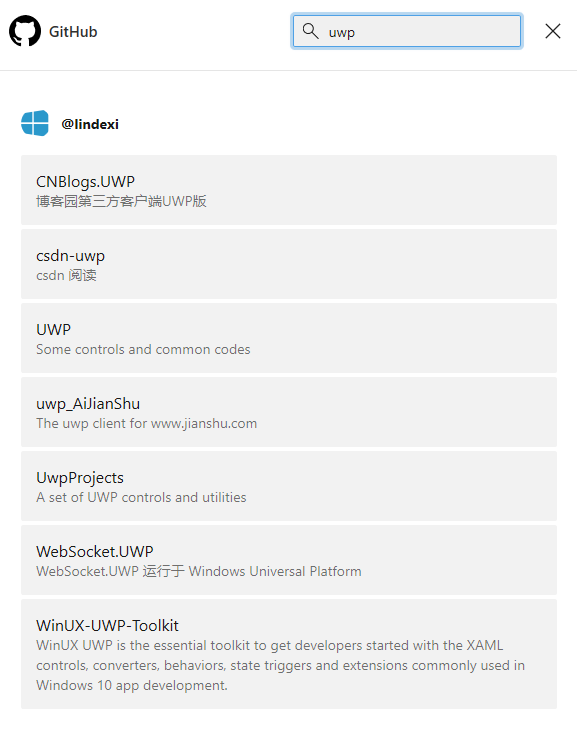 GitHub
uwp
@lindexi
CNBlogs.UWP
博客园第三方客户端UWP版
csdn-uwp
csdn 阅读
UWP
Some controls and common codes
uwp_AiJianShu
The uwp client for www.jianshu.com
UwpProjects
A set of UWP controls and utilities
WebSocket.UWP
WebSocket.UWP 运行于 Windows Universal Platform
WinUX-UWP-Toolkit
WinUX UWP is the essential toolkit to get developers started with the XAML
controls, converters, behaviors, state triggers and extensions commonly used in
Windows 10 app development.